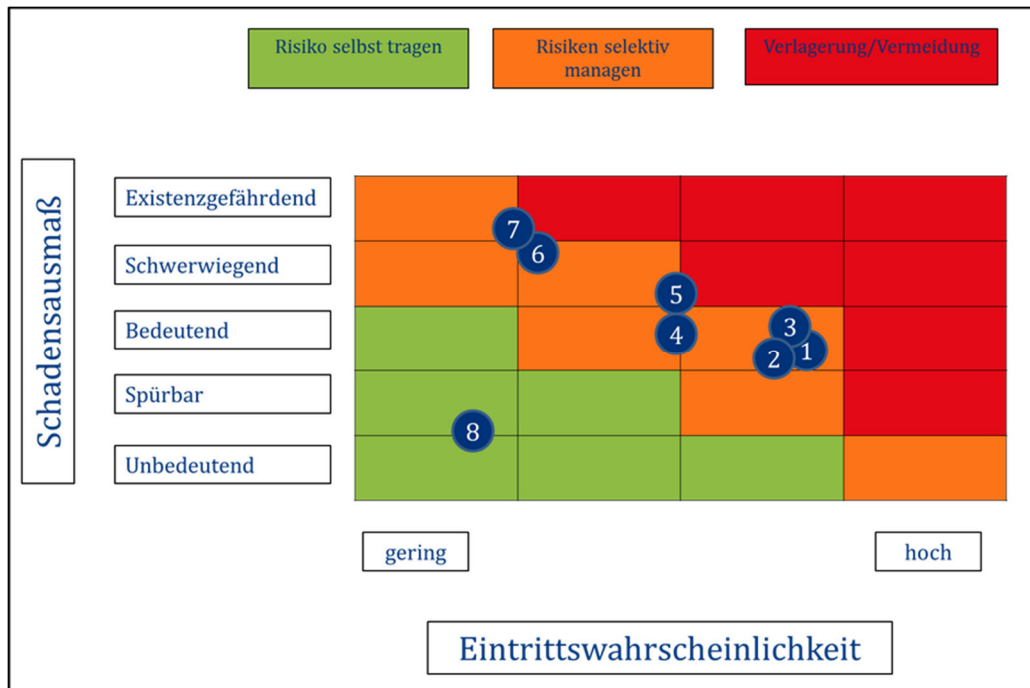 Risiko selbst tragen
Risiken selektiv
managen
Verlagerung/Vermeidung
Schadensausmaß
Existenzgefährdend
Schwerwiegend
Bedeutend
Spürbar
Unbedeutend
7
6
5
4
3
2
1
8
gering
hoch
Eintrittswahrscheinlichkeit